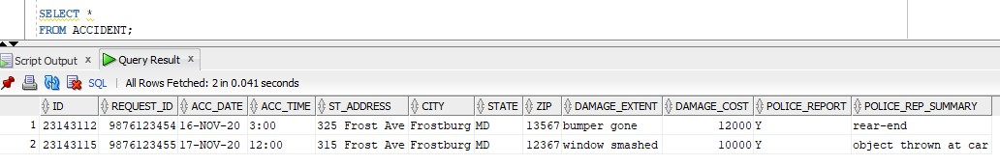 SELECT *
FROM ACCIDENT;
Script Output x Query Result x
SQL | All Rows Fetched: 2 in 0.041 seconds
ID REQUEST_ID ACC_DATE ACC_TIME ST_ADDRESS CITY STATE ZIP DAMAGE_EXTENT DAMAGE_COST POLICE_REPORT POLICE_REP_SUMMARY
1 23143112 9876123454 16-NOV-20 3:00 325 Frost Ave Frostburg MD 13567 bumper gone 12000 Y rear-end
2 23143115 9876123455 17-NOV-20 12:00 315 Frost Ave Frostburg MD 12367 window smashed 10000 Y object thrown at car